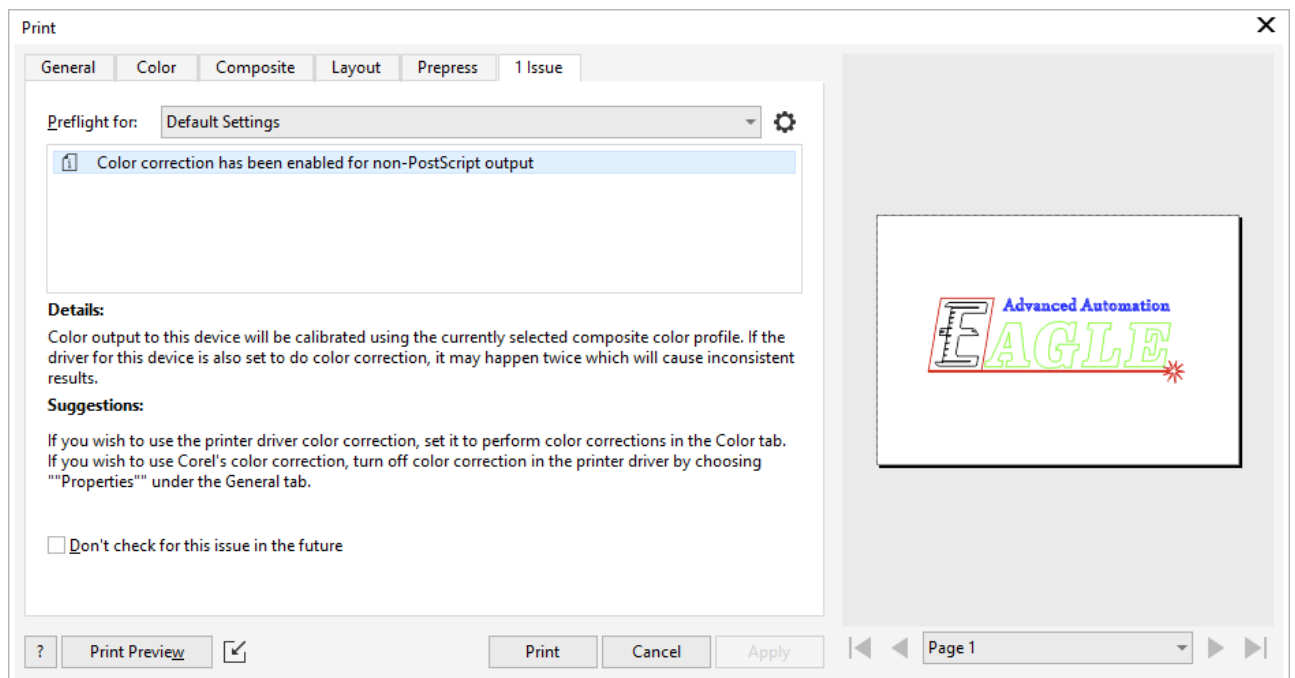 Print
General Color Composite Layout Prepress 1 Issue
Preflight for: Default Settings
Color correction has been enabled for non-PostScript output
Details:
Color output to this device will be calibrated using the currently selected composite color profile. If the
driver for this device is also set to do color correction, it may happen twice which will cause inconsistent
results.
Suggestions:
If you wish to use the printer driver color correction, set it to perform color corrections in the Color tab.
If you wish to use Corel's color correction, turn off color correction in the printer driver by choosing
""Properties"" under the General tab.
Don't check for this issue in the future
Advanced Automation
EAGLE
? Print Preview Print Cancel Apply Page 1